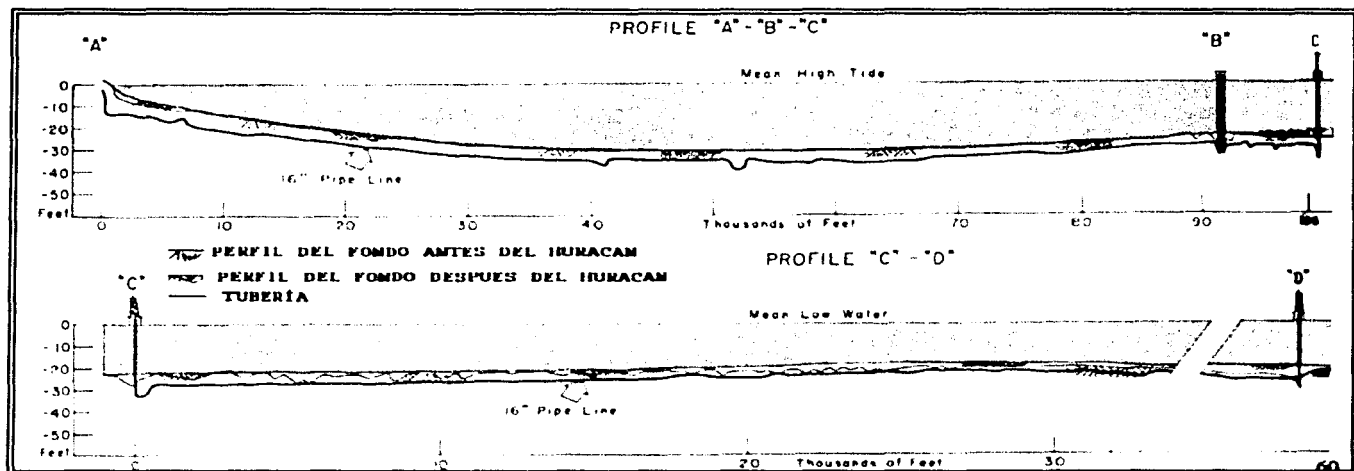 PROFILE "A"-"B"-"C"
"A"
"B"
C
Mean High Tide
0
-10
-20
-30
-40
-50
Feet
16" Pipe Line
0
10
20
30
40
Thousands of Feet
70
80
90
PERFIL DEL FONDO ANTES DEL HURACAN
PERFIL DEL FONDO DESPUES DEL HURACAN
TUBERÍA
PROFILE "C"-"D"
"C"
"D"
Mean Low Water
0
-10
-20
-30
-40
-50
Feet
16" Pipe Line
20
Thousands of Feet
30
60